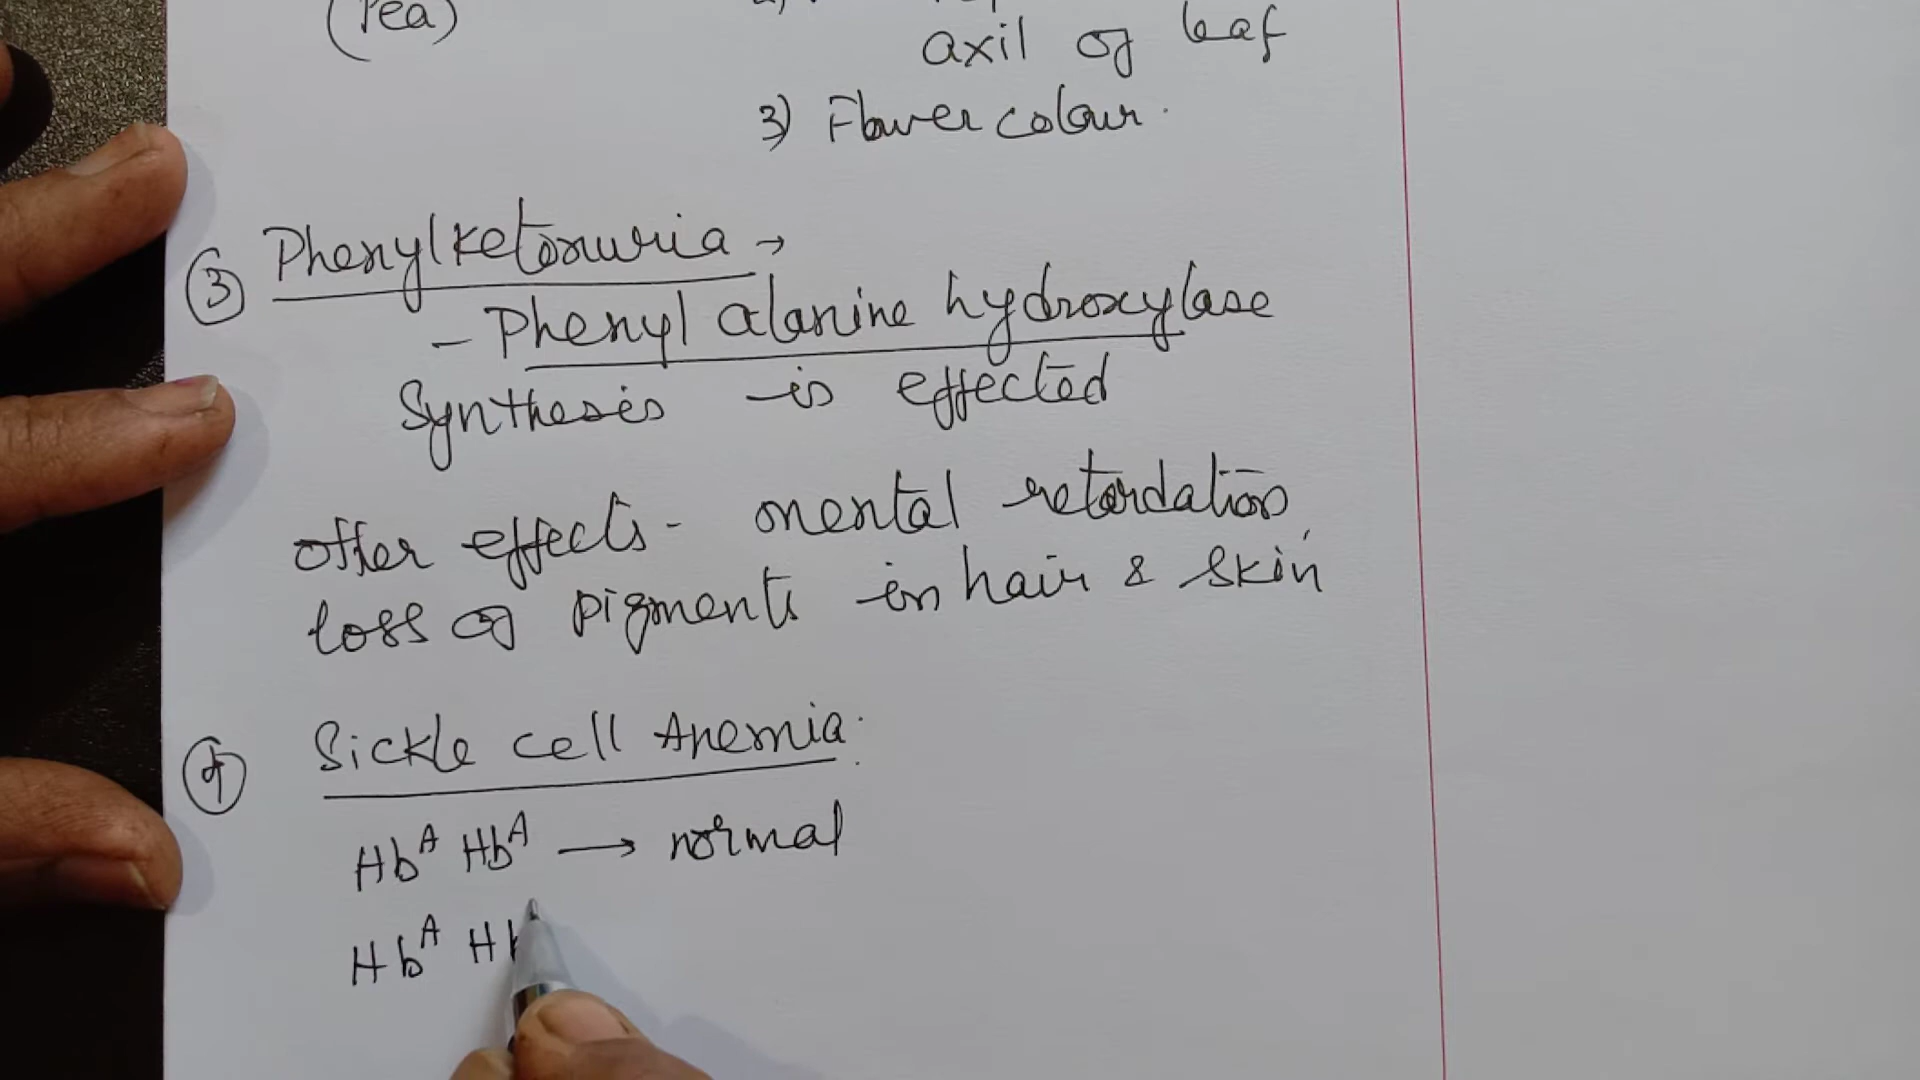 (Pea)
axil of leaf
3) Flower colour.
③ Phenylketonuria →
- Phenyl alanine hydroxylase
Synthesis is effected
other effects - mental retardation,
loss of pigments in hair & skin
④ Sickle cell Anemia:
Hb^A Hb^A → normal
Hb^A Hb